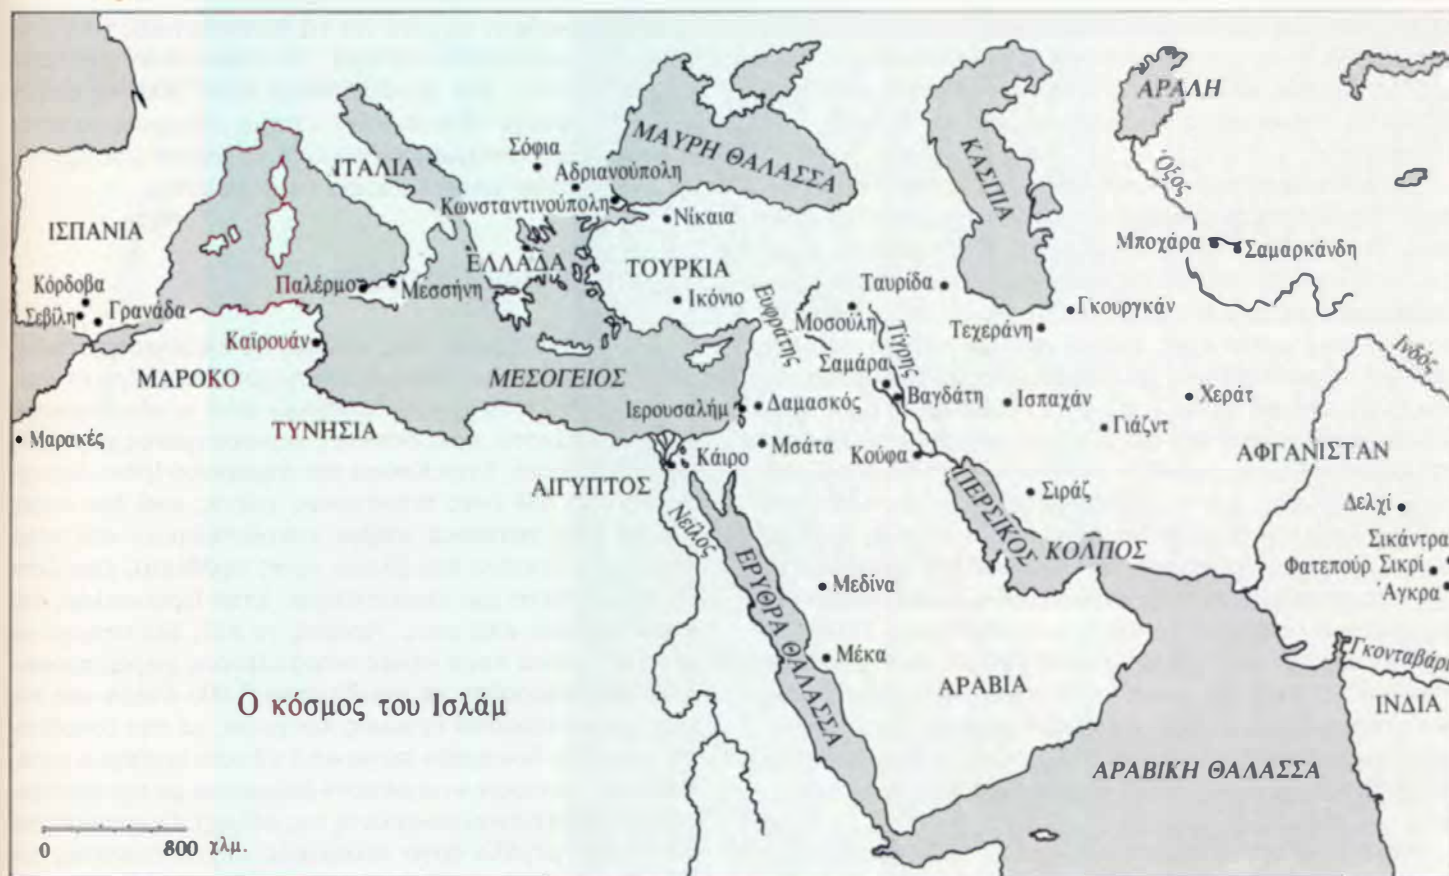 ΑΡΑΛΗ
ΜΑΥΡΗ ΘΑΛΑΣΣΑ
ΚΑΣΠΙΑ
Ὄξος
ΙΤΑΛΙΑ
Σόφια
Αδριανούπολη
Κωνσταντινούπολη
Νίκαια
ΙΣΠΑΝΙΑ
Μποχάρα
Σαμαρκάνδη
ΕΛΛΑΔΑ
ΤΟΥΡΚΙΑ
Κόρδοβα
Σεβίλη
Γρανάδα
Παλέρμο
Μεσσήνη
Ικόνιο
Ευφράτης
Ταυρίδα
Μοσούλη
Τίγρης
Τεχεράνη
Γκουργκάν
Καϊρουάν
Ινδός
ΜΑΡΟΚΟ
ΜΕΣΟΓΕΙΟΣ
Σαμάρα
Βαγδάτη
Ισπαχάν
Χεράτ
Ιερουσαλήμ
Δαμασκός
Γιάζντ
ΤΥΝΗΣΙΑ
Μαρακές
Μσάτα
Κούφα
ΑΦΓΑΝΙΣΤΑΝ
Κάιρο
ΑΙΓΥΠΤΟΣ
Νείλος
Σιράζ
Δελχί
ΠΕΡΣΙΚΟΣ ΚΟΛΠΟΣ
Σικάντρα
Φατεπούρ Σικρί
Άγκρα
ΕΡΥΘΡΑ ΘΑΛΑΣΣΑ
Μεδίνα
Μέκα
Γκονταβάρι
ΑΡΑΒΙΑ
ΙΝΔΙΑ
Ο κόσμος του Ισλάμ
ΑΡΑΒΙΚΗ ΘΑΛΑΣΣΑ
0 800 χλμ.